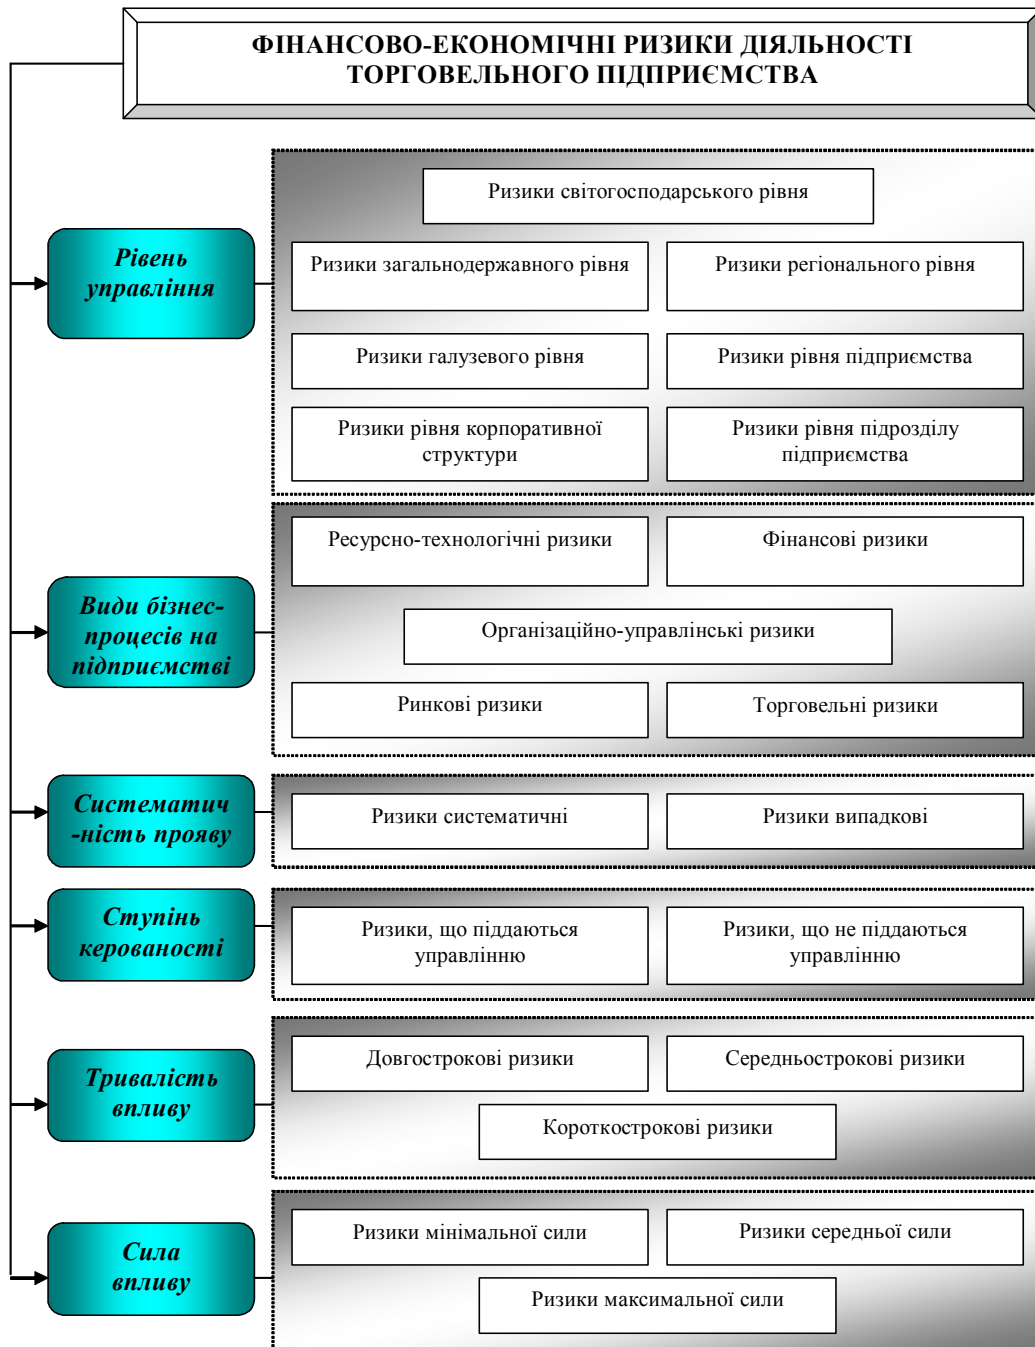 ФІНАНСОВО-ЕКОНОМІЧНІ РИЗИКИ ДІЯЛЬНОСТІ
ТОРГОВЕЛЬНОГО ПІДПРИЄМСТВА
Рівень
управління
Ризики світогосподарського рівня
Ризики загальнодержавного рівня
Ризики регіонального рівня
Ризики галузевого рівня
Ризики рівня підприємства
Ризики рівня корпоративної
структури
Ризики рівня підрозділу
підприємства
Види бізнес-
процесів на
підприємстві
Ресурсно-технологічні ризики
Фінансові ризики
Організаційно-управлінські ризики
Ринкові ризики
Торговельні ризики
Систематич
-ність прояву
Ризики систематичні
Ризики випадкові
Ступінь
керованості
Ризики, що піддаються
управлінню
Ризики, що не піддаються
управлінню
Тривалість
впливу
Довгострокові ризики
Середньострокові ризики
Короткострокові ризики
Сила
впливу
Ризики мінімальної сили
Ризики середньої сили
Ризики максимальної сили